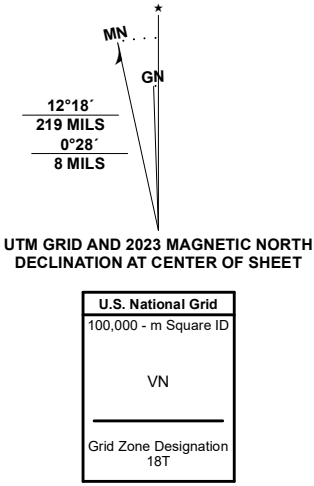 ★
MN
GN
12°18´
219 MILS
0°28´
8 MILS
UTM GRID AND 2023 MAGNETIC NORTH
DECLINATION AT CENTER OF SHEET
U.S. National Grid
100,000 - m Square ID
VN
Grid Zone Designation
18T